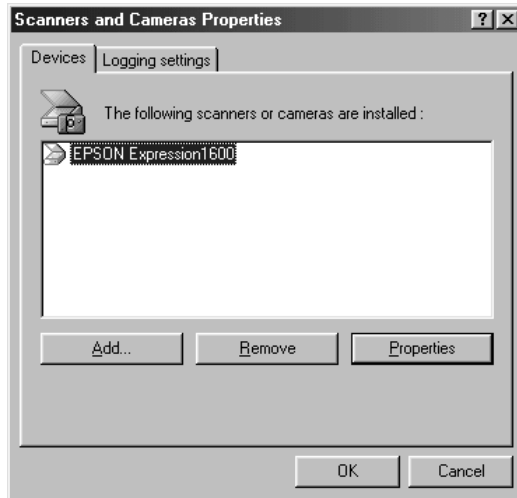 Scanners and Cameras Properties
Devices
Logging settings
The following scanners or cameras are installed :
EPSON Expression1600
Add...
Remove
Properties
OK
Cancel